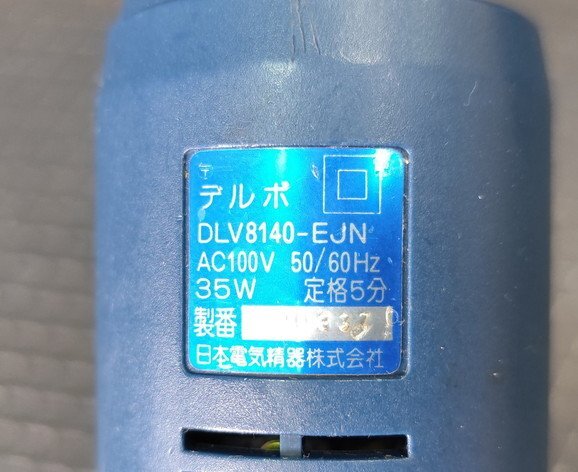 デルボ
DLV8140-EJN
AC100V 50/60Hz
35W 定格5分
製番
日本電気精器株式会社